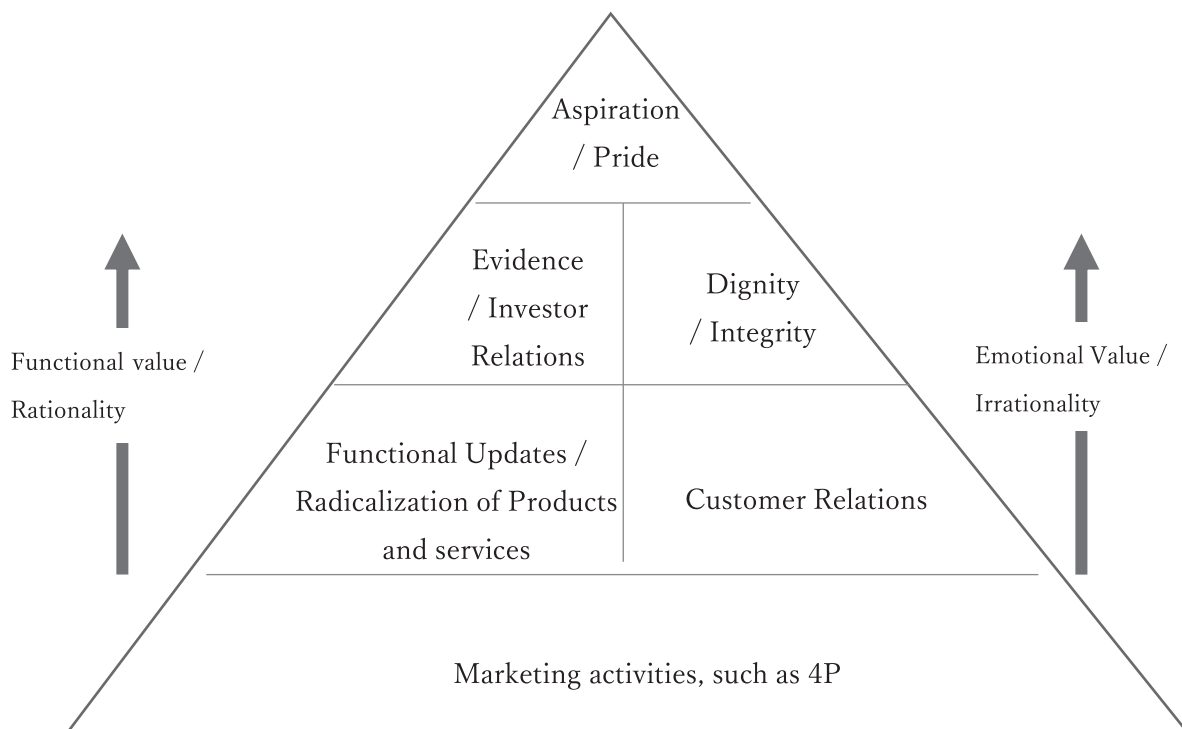 Aspiration
/ Pride
Evidence
/ Investor
Relations
Dignity
/ Integrity
Functional value /
Rationality
Emotional Value /
Irrationality
Functional Updates /
Radicalization of Products
and services
Customer Relations
Marketing activities, such as 4P